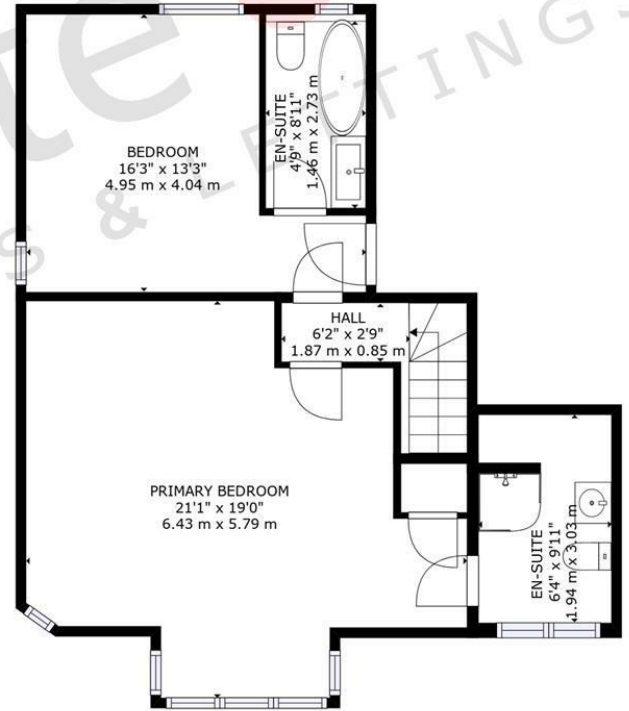 te
S & LETTINGS
BEDROOM
16'3" x 13'3"
4.95 m x 4.04 m
EN-SUITE
4'9" x 8'11"
1.46 m x 2.73 m
HALL
6'2" x 2'9"
1.87 m x 0.85 m
PRIMARY BEDROOM
21'1" x 19'0"
6.43 m x 5.79 m
EN-SUITE
6'4" x 9'11"
1.94 m x 3.03 m